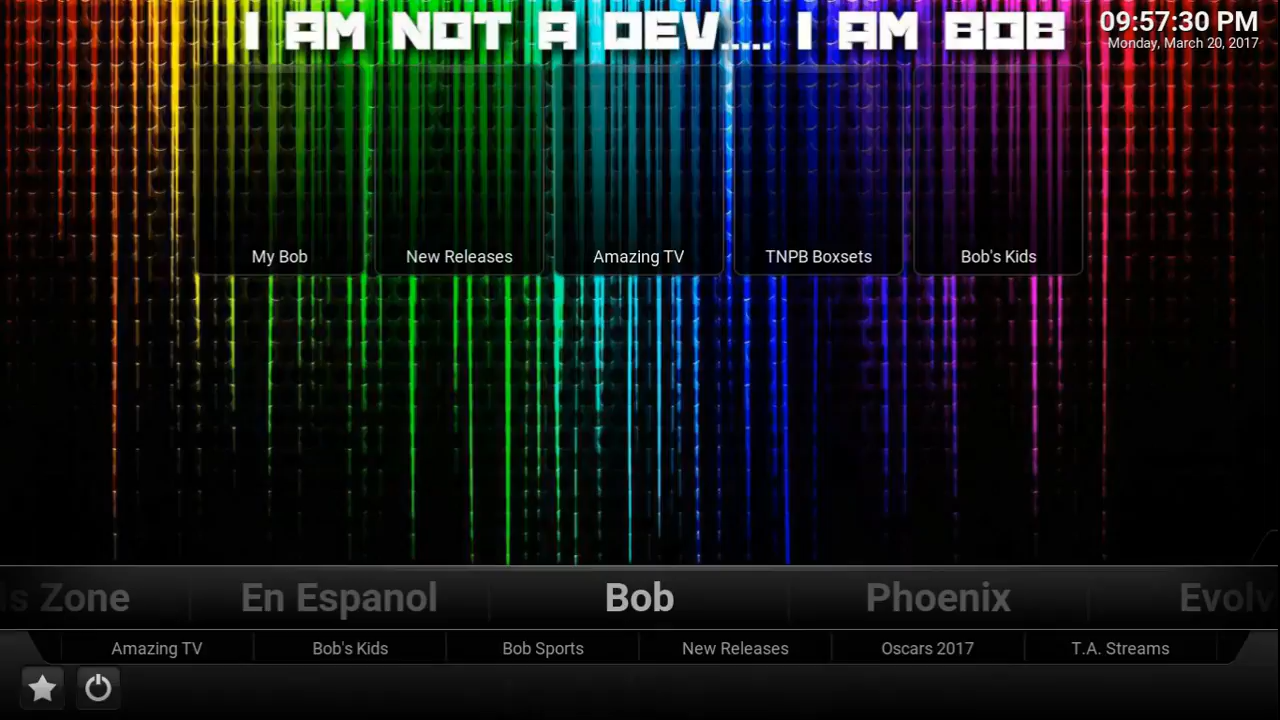 I AM NOT A DEV.... I AM BOB
09:57:30 PM
Monday, March 20, 2017
My Bob
New Releases
Amazing TV
TNPB Boxsets
Bob's Kids
ls Zone
En Espanol
Bob
Phoenix
Evolv
Amazing TV
Bob's Kids
Bob Sports
New Releases
Oscars 2017
T.A. Streams